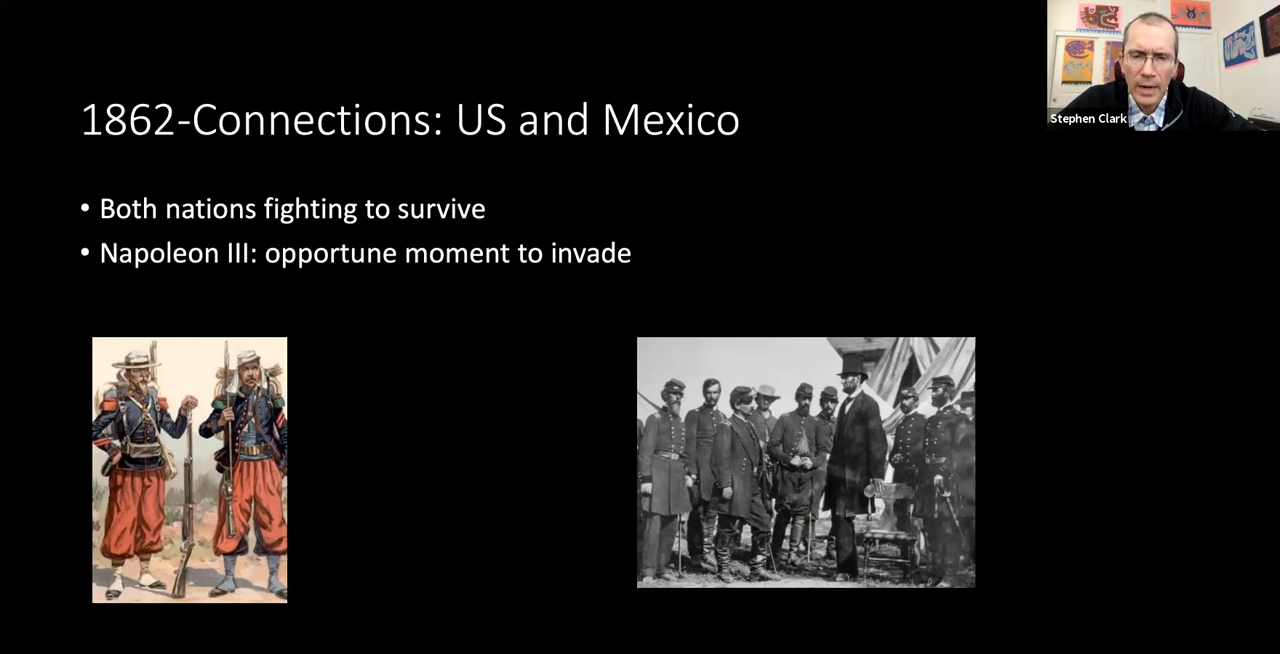 1862-Connections: US and Mexico
• Both nations fighting to survive
• Napoleon III: opportune moment to invade
Stephen Clark